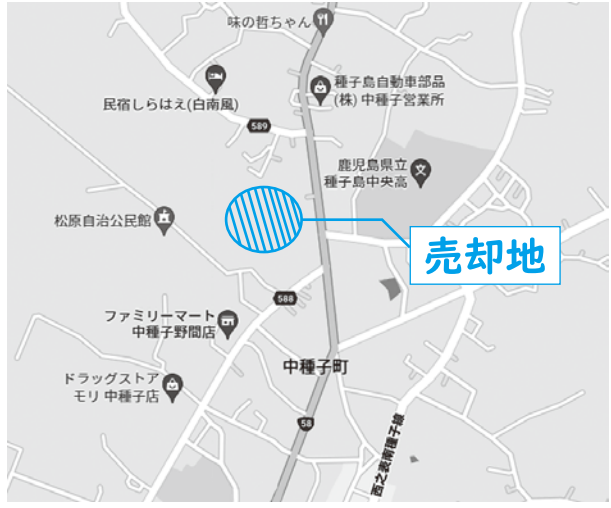 味の哲ちゃん
民宿しらはえ(白南風)
種子島自動車部品
(株) 中種子営業所
589
鹿児島県立
種子島中央高
松原自治公民館
売却地
588
ファミリーマート
中種子野間店
中種子町
ドラッグストア
モリ 中種子店
58
西之表南種子線